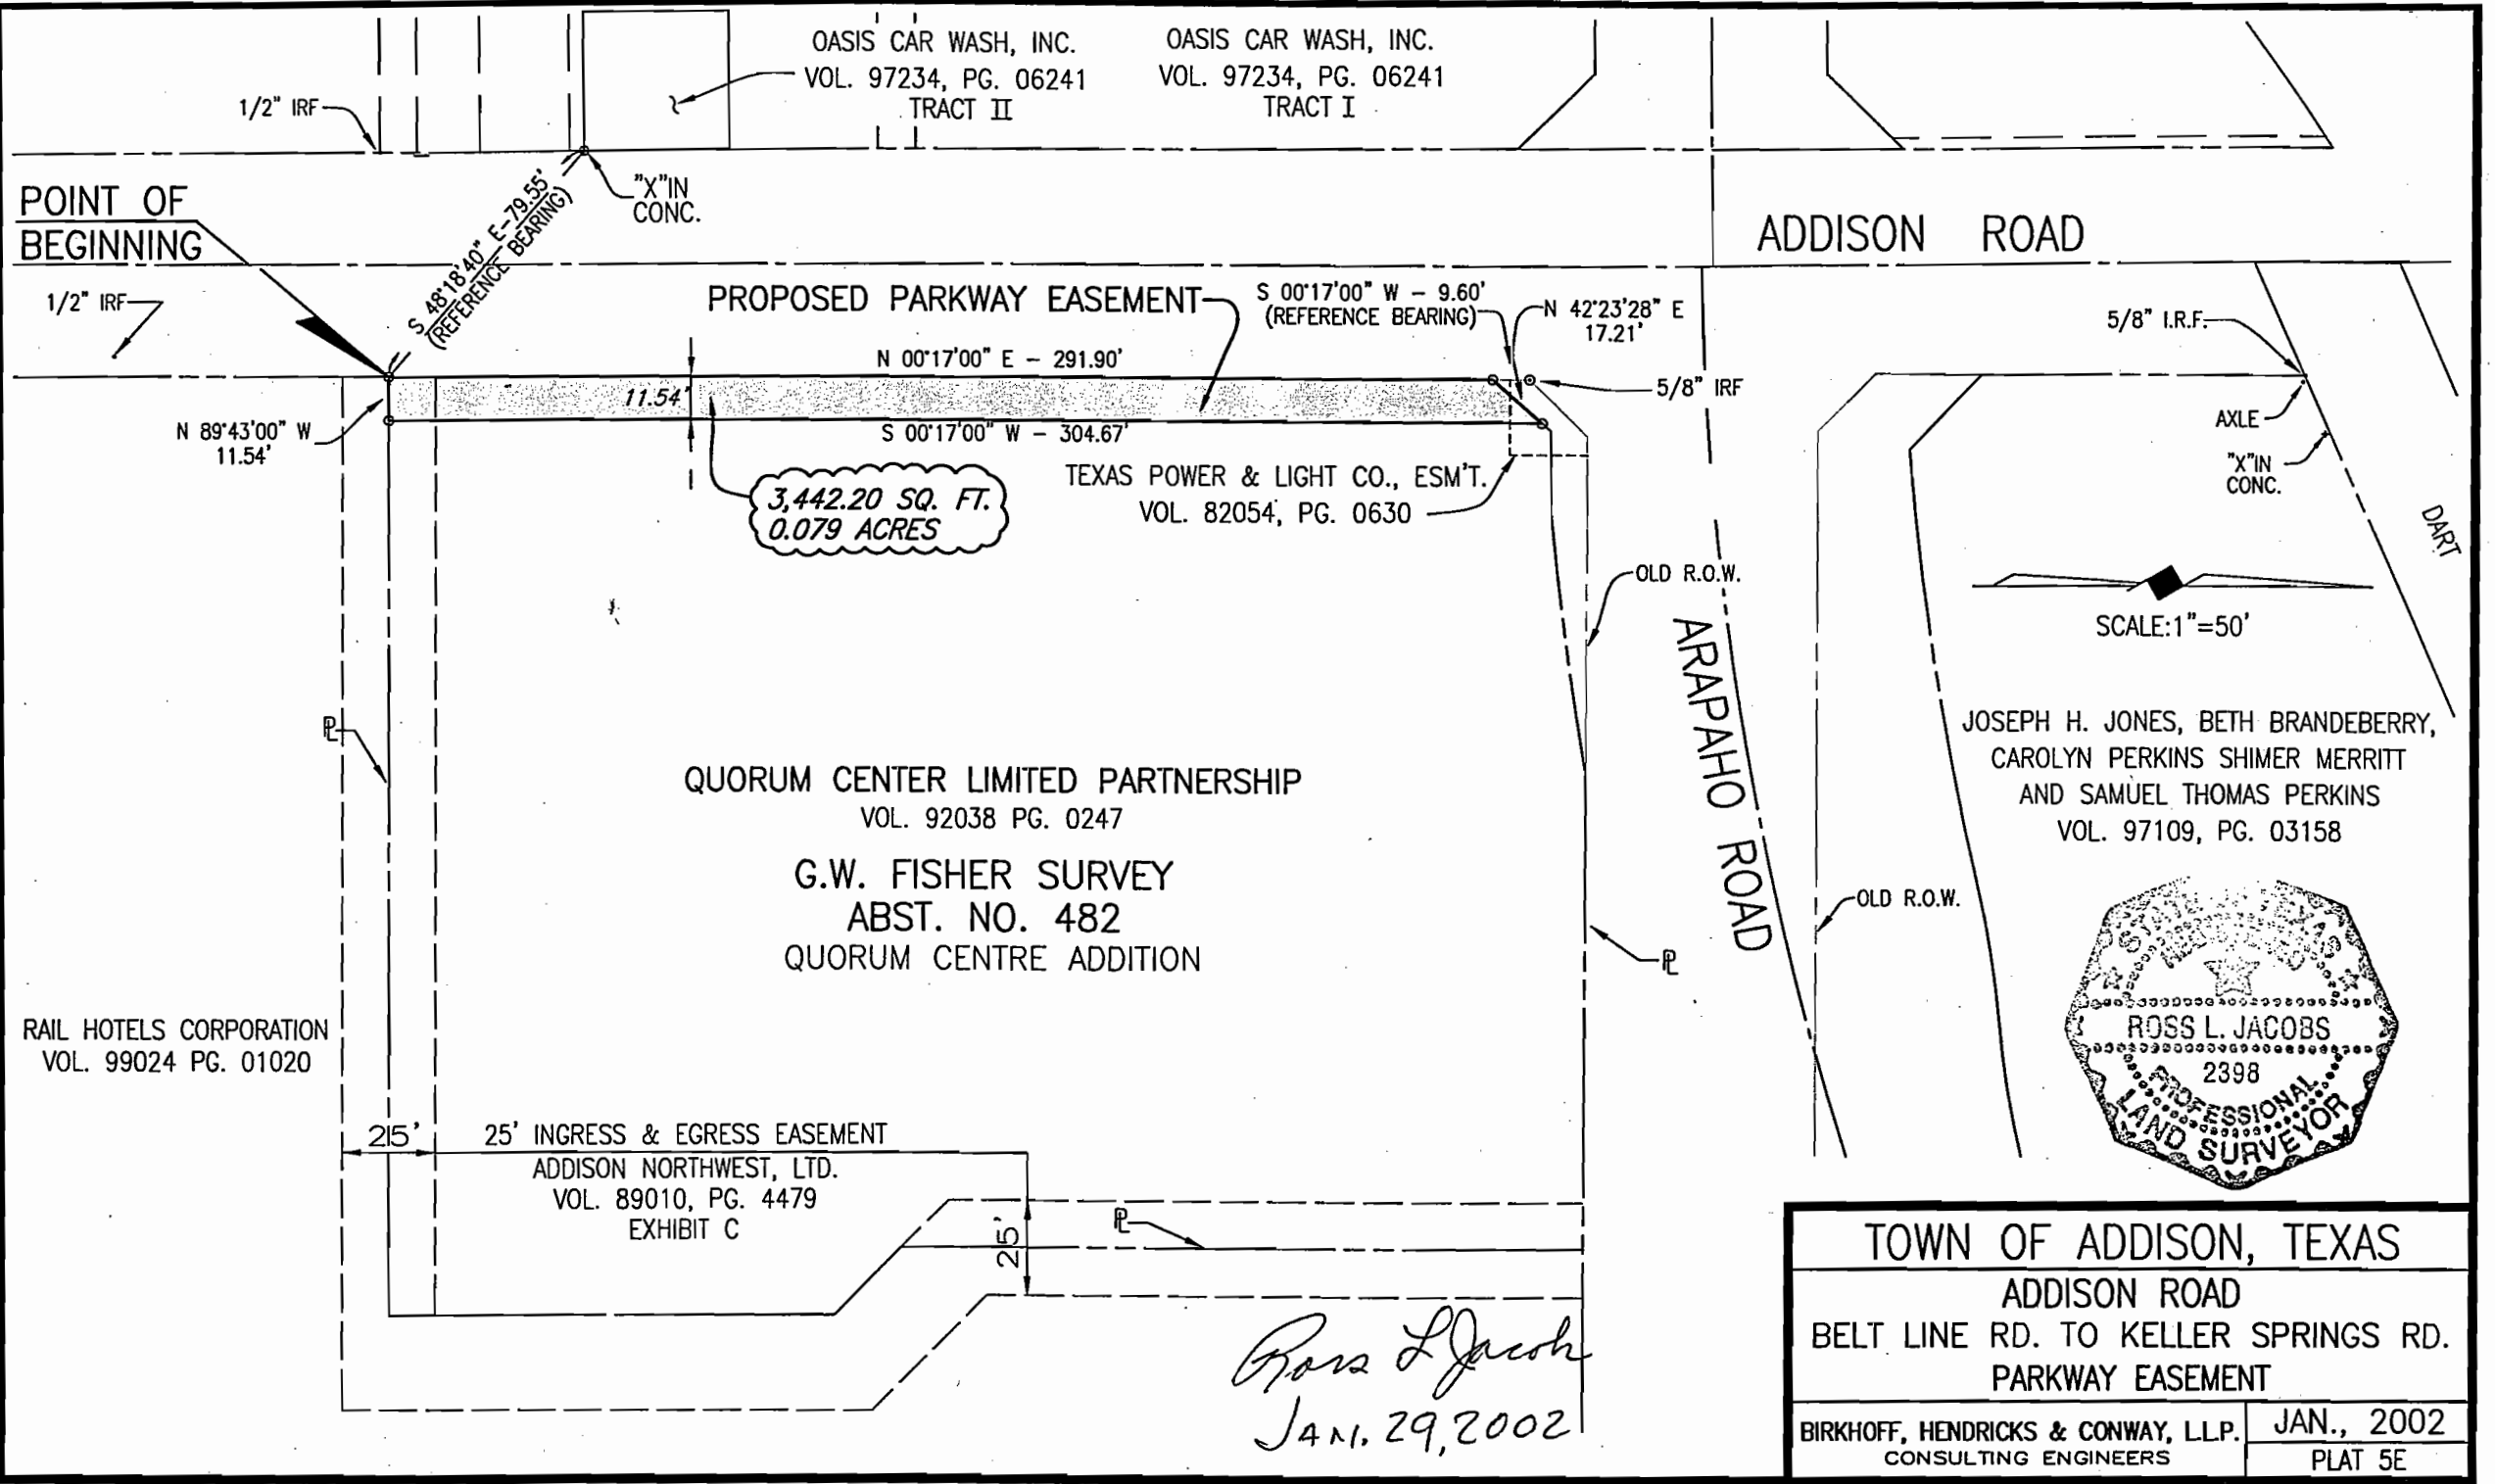 OASIS CAR WASH, INC.
VOL. 97234, PG. 06241
TRACT II
OASIS CAR WASH, INC.
VOL. 97234, PG. 06241
TRACT I
1/2" IRF
"X"IN
CONC.
POINT OF
BEGINNING
S 48°18'40" E-79.55'
(REFERENCE BEARING)
ADDISON ROAD
1/2" IRF
PROPOSED PARKWAY EASEMENT
S 00°17'00" W - 9.60'
(REFERENCE BEARING)
N 42°23'28" E
17.21'
5/8" I.R.F.
N 00°17'00" E - 291.90'
11.54'
5/8" IRF
AXLE
N 89°43'00" W
11.54'
S 00°17'00" W - 304.67'
"X"IN
CONC.
3,442.20 SQ. FT.
0.079 ACRES
TEXAS POWER & LIGHT CO., ESM'T.
VOL. 82054, PG. 0630
DART
OLD R.O.W.
ARAPAHO ROAD
SCALE:1"=50'
JOSEPH H. JONES, BETH BRANDEBERRY,
CAROLYN PERKINS SHIMER MERRITT
AND SAMUEL THOMAS PERKINS
VOL. 97109, PG. 03158
PL
QUORUM CENTER LIMITED PARTNERSHIP
VOL. 92038 PG. 0247
G.W. FISHER SURVEY
ABST. NO. 482
QUORUM CENTRE ADDITION
OLD R.O.W.
PL
STATE OF TEXAS
ROSS L. JACOBS
2398
PROFESSIONAL
LAND SURVEYOR
RAIL HOTELS CORPORATION
VOL. 99024 PG. 01020
25'
25' INGRESS & EGRESS EASEMENT
ADDISON NORTHWEST, LTD.
VOL. 89010, PG. 4479
EXHIBIT C
25'
PL
Ross L Jacobs
JAN. 29, 2002
TOWN OF ADDISON, TEXAS
ADDISON ROAD
BELT LINE RD. TO KELLER SPRINGS RD.
PARKWAY EASEMENT
BIRKHOFF, HENDRICKS & CONWAY, L.L.P.
CONSULTING ENGINEERS
JAN., 2002
PLAT 5E